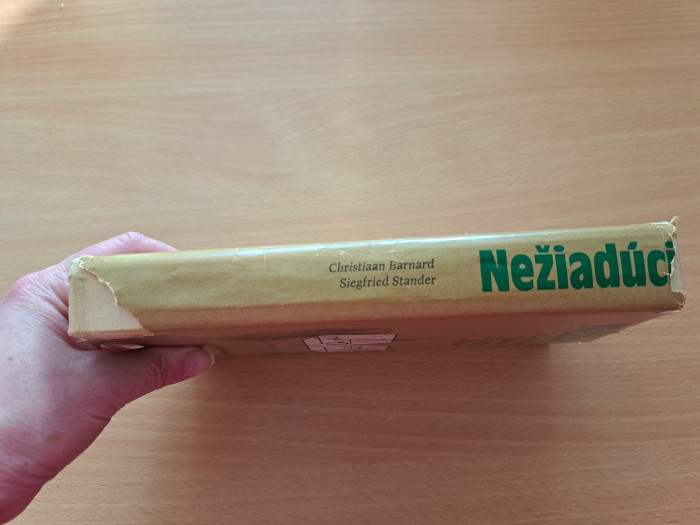 Christiaan Barnard
Siegfried Stander
Nežiadúci